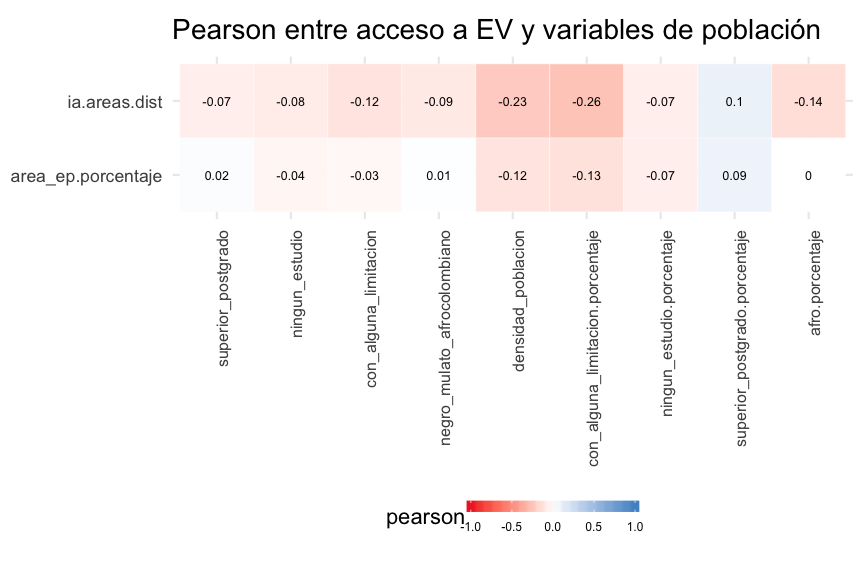 Pearson entre acceso a EV y variables de población
ia.areas.dist
-0.07 -0.08 -0.12 -0.09 -0.23 -0.26 -0.07 0.1 -0.14
area_ep.porcentaje
0.02 -0.04 -0.03 0.01 -0.12 -0.13 -0.07 0.09 0
superior_postgrado
ningun_estudio
con_alguna_limitacion
negro_mulato_afrocolombiano
densidad_poblacion
con_alguna_limitacion.porcentaje
ningun_estudio.porcentaje
superior_postgrado.porcentaje
afro.porcentaje
pearson
-1.0 -0.5 0.0 0.5 1.0